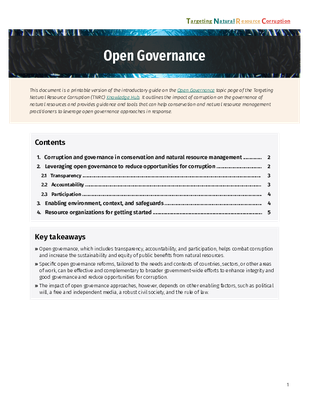 Targeting Natural Resource Corruption
Open Governance
This document is a printable version of the introductory guide on the Open Governance topic page of the Targeting
Natural Resource Corruption (TNRC) Knowledge Hub. It outlines the impact of corruption on the governance of
natural resources and provides guidance and tools that can help conservation and natural resource management
practitioners to leverage open governance approaches in response.
Contents
1. Corruption and governance in conservation and natural resource management ............ 2
2. Leveraging open governance to reduce opportunities for corruption ............ 2
2.1 Transparency ............ 3
2.2 Accountability ............ 3
2.3 Participation ............ 4
3. Enabling environment, context, and safeguards ............ 4
4. Resource organizations for getting started ............ 5
Key takeaways
» Open governance, which includes transparency, accountability, and participation, helps combat corruption
and increase the sustainability and equity of public benefits from natural resources.
» Specific open governance reforms, tailored to the needs and contexts of countries, sectors, or other areas
of work, can be effective and complementary to broader government-wide efforts to enhance integrity and
good governance and reduce opportunities for corruption.
» The impact of open governance approaches, however, depends on other enabling factors, such as political
will, a free and independent media, a robust civil society, and the rule of law.
1